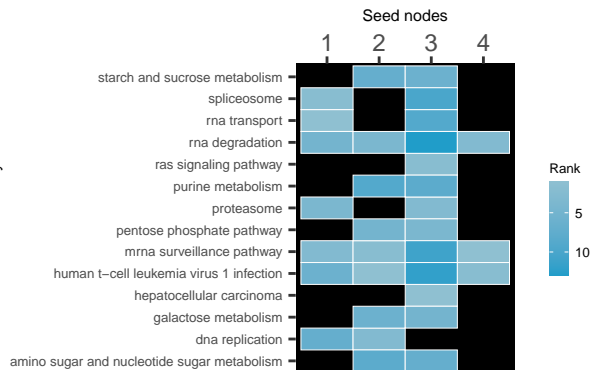 Seed nodes
1 2 3 4
starch and sucrose metabolism
spliceosome
rna transport
rna degradation
ras signaling pathway
purine metabolism
proteasome
pentose phosphate pathway
mrna surveillance pathway
human t−cell leukemia virus 1 infection
hepatocellular carcinoma
galactose metabolism
dna replication
amino sugar and nucleotide sugar metabolism
Rank
5
10